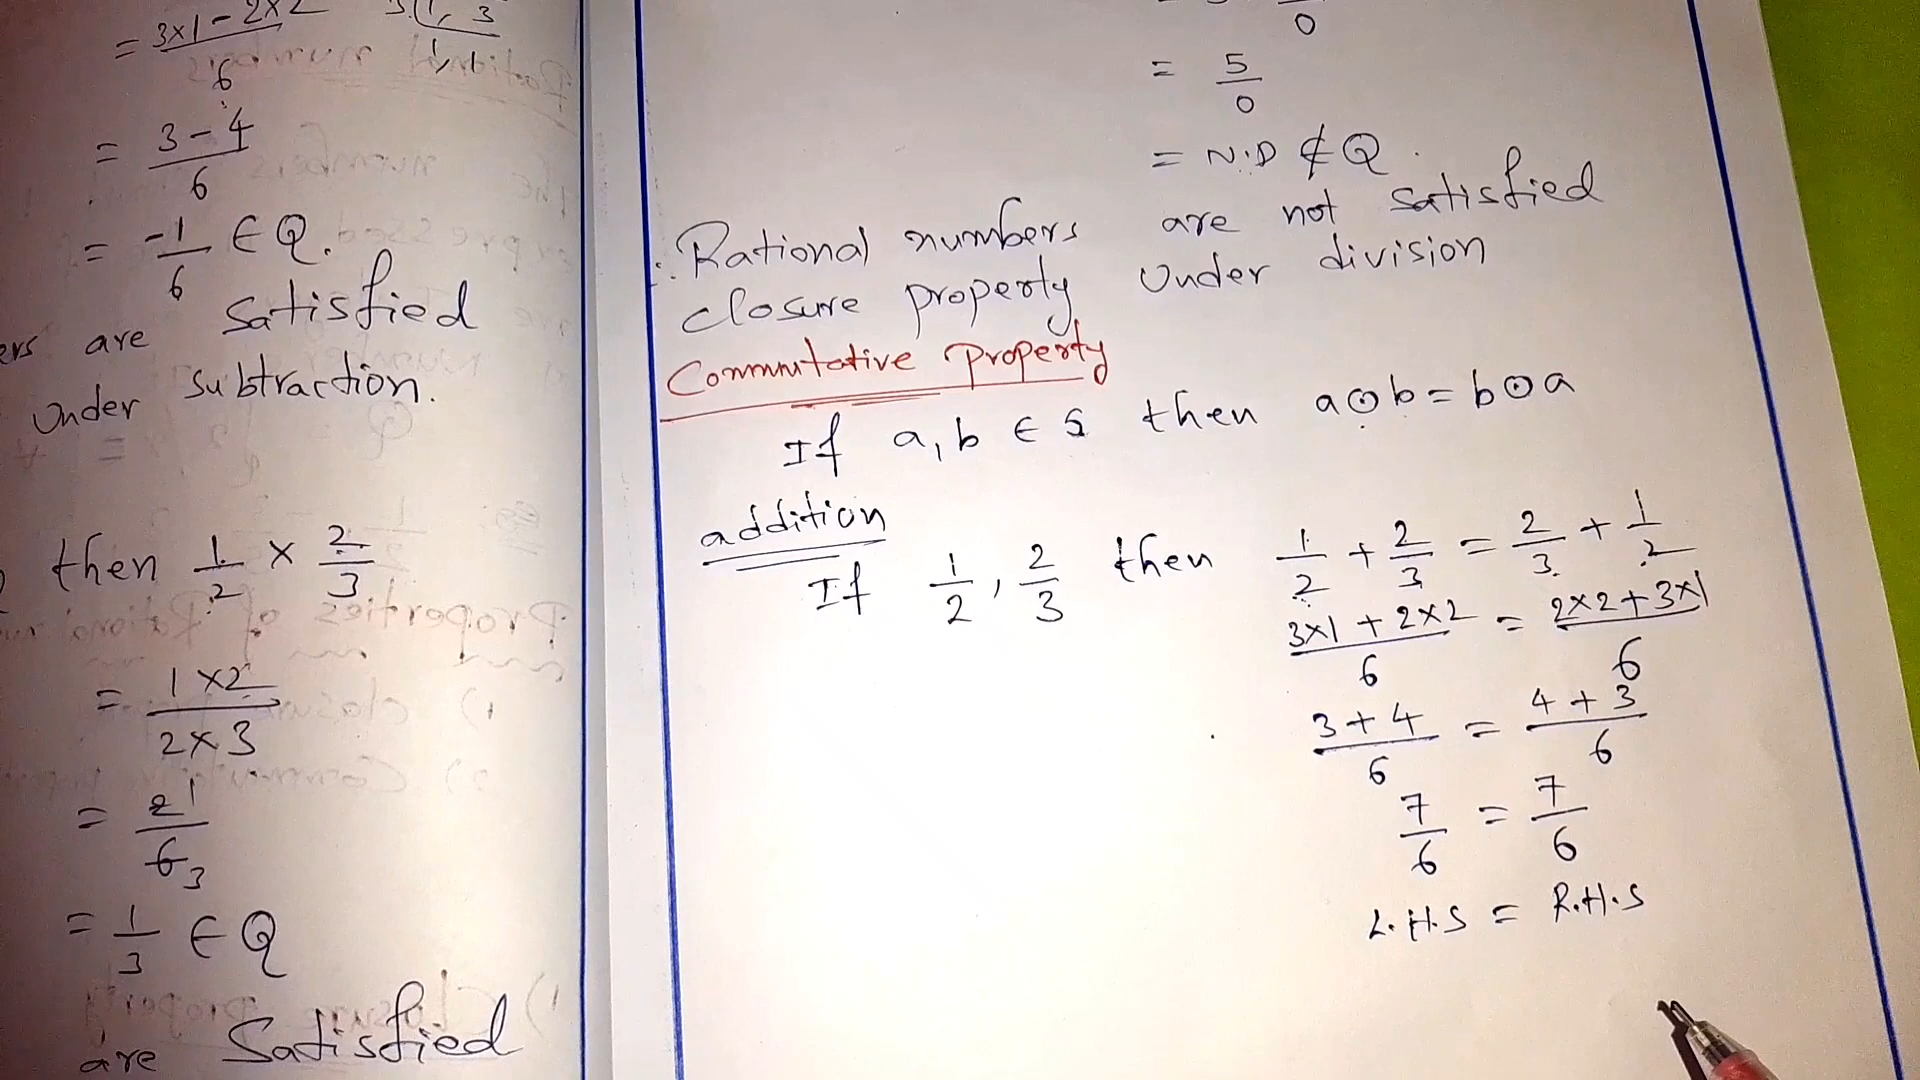 = 3×1 - 2×2 / 6
= 3 - 4 / 6
= -1/6 ∈ Q.
ers are satisfied
under subtraction.
then 1/2 × 2/3
= 1×2 / 2×3
= 2 1 / 6 3
= 1/3 ∈ Q
are satisfied
0
= 5/0
= N.D ∉ Q.
∴ Rational numbers are not satisfied
closure property under division
Commutative property
If a, b ∈ S then a⊙b = b⊙a
addition
If 1/2, 2/3 then 1/2 + 2/3 = 2/3 + 1/2
3×1 + 2×2 / 6 = 2×2 + 3×1 / 6
3 + 4 / 6 = 4 + 3 / 6
7/6 = 7/6
L.H.S = R.H.S